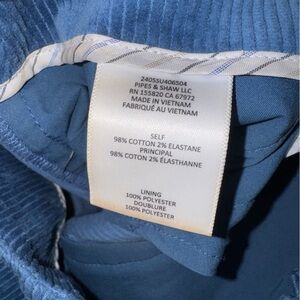 2405SU406504
PIPES & SHAW LLC
RN 155820 CA 67972
MADE IN VIETNAM
FABRIQUÉ AU VIETNAM
SELF
98% COTTON 2% ELASTANE
PRINCIPAL
98% COTON 2% ÉLASTHANNE
LINING
100% POLYESTER
DOUBLURE
100% POLYESTER